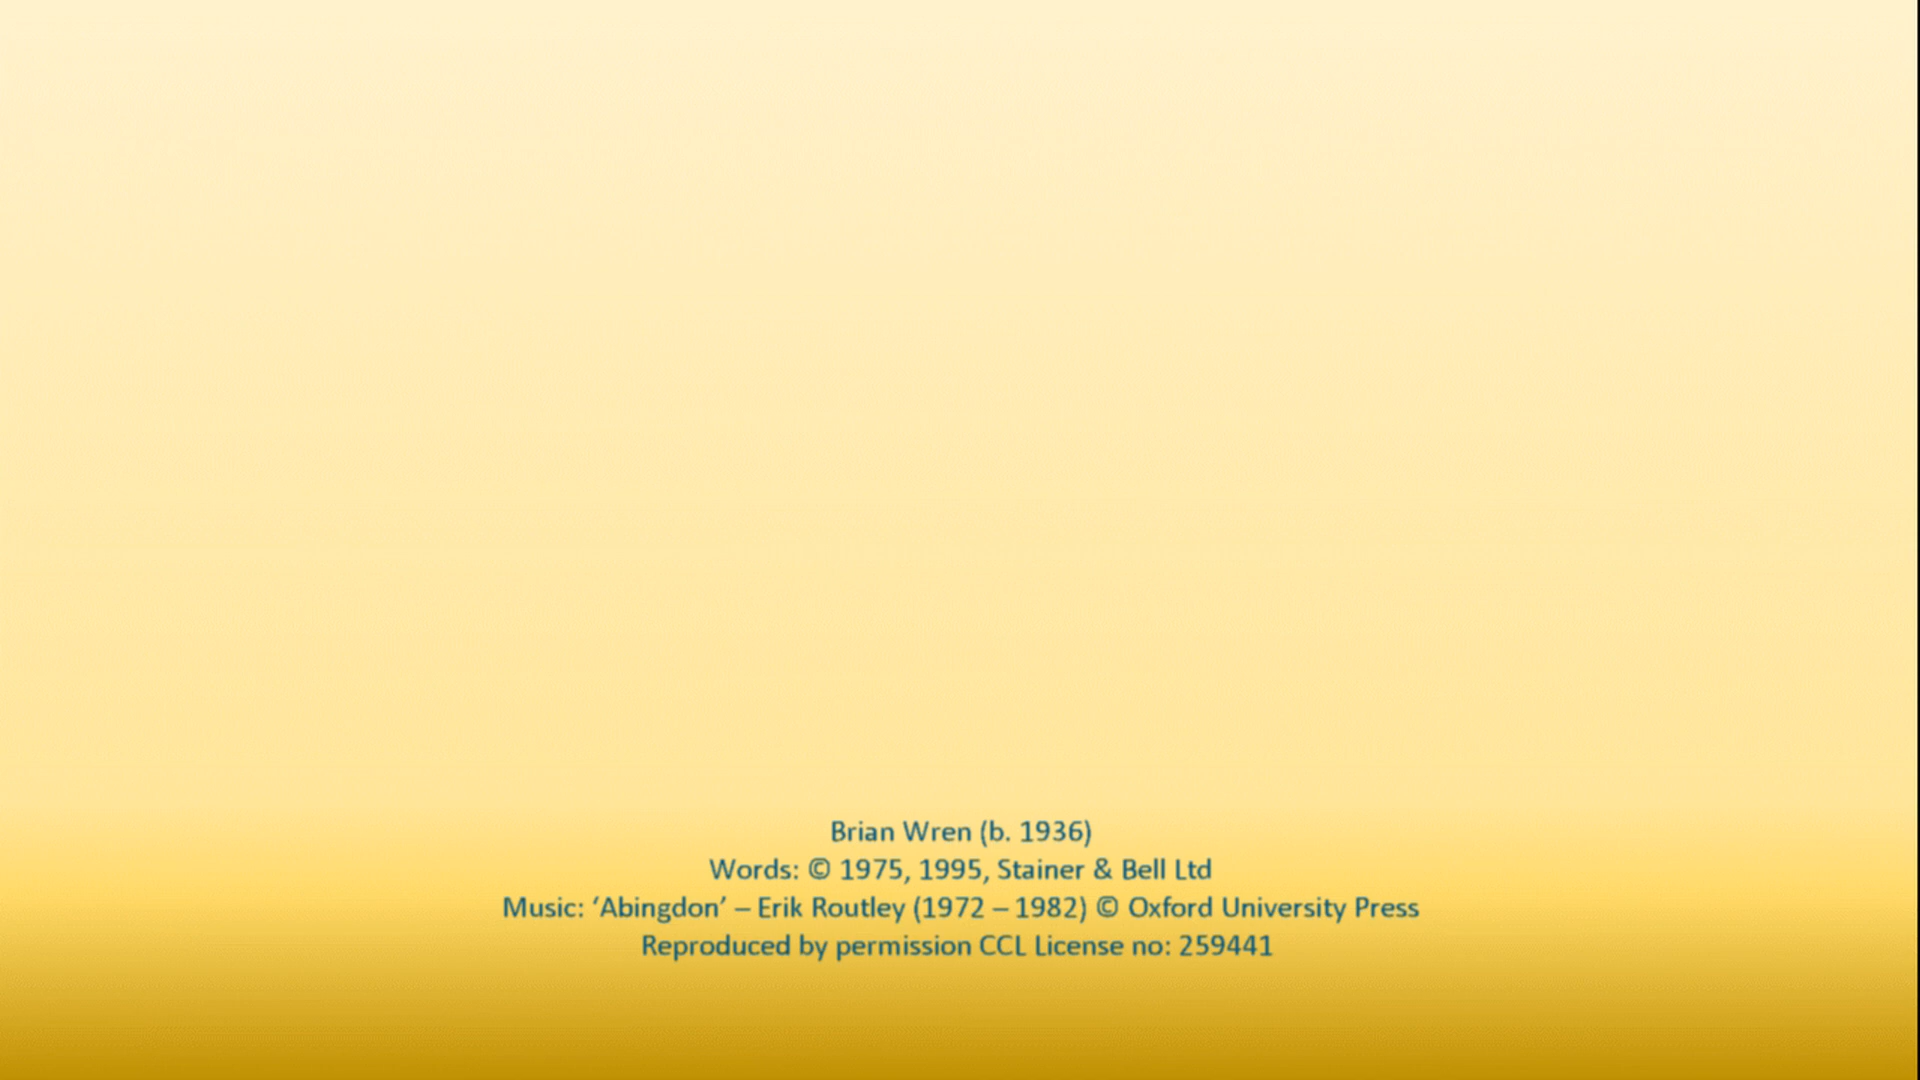 Brian Wren (b. 1936)
Words: © 1975, 1995, Stainer & Bell Ltd
Music: ‘Abingdon’ – Erik Routley (1972 – 1982) © Oxford University Press
Reproduced by permission CCL License no: 259441